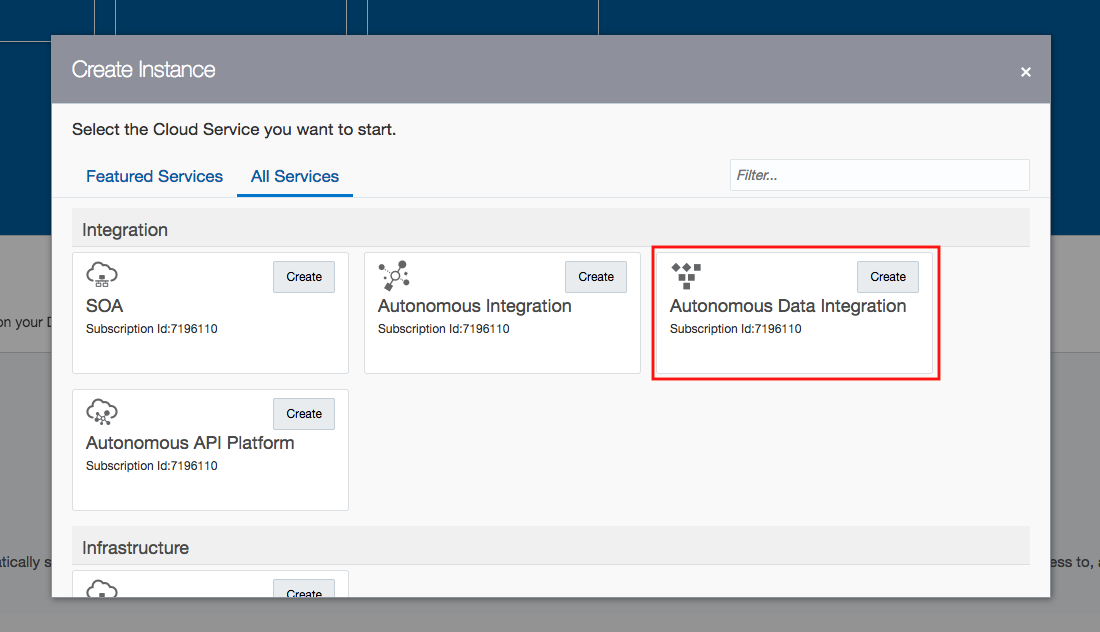 Create Instance
×
Select the Cloud Service you want to start.
Featured Services
All Services
Filter...
Integration
Create
SOA
Subscription Id:7196110
Create
Autonomous Integration
Subscription Id:7196110
Create
Autonomous Data Integration
Subscription Id:7196110
on your
Create
Autonomous API Platform
Subscription Id:7196110
Infrastructure
atically s
ess to, a
Create